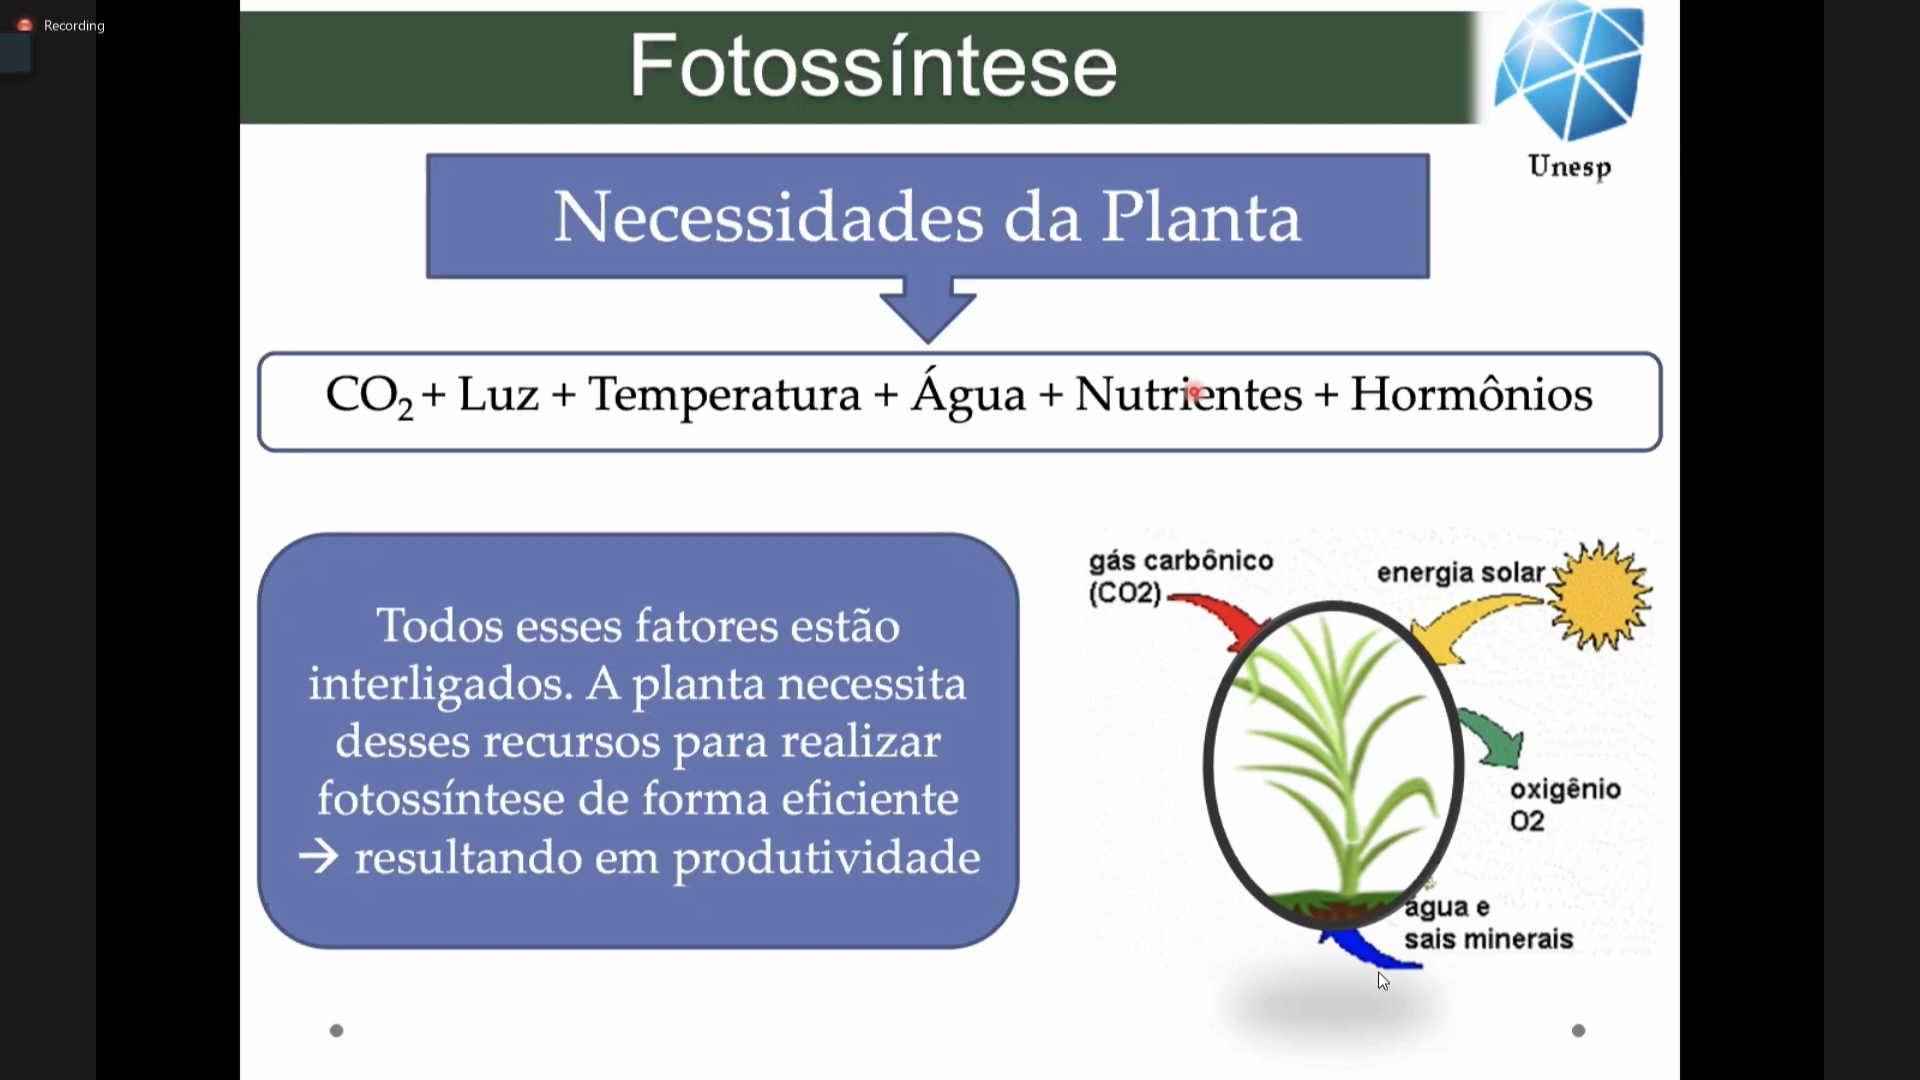 Recording
Fotossíntese
Unesp
Necessidades da Planta
CO₂ + Luz + Temperatura + Água + Nutrientes + Hormônios
Todos esses fatores estão
interligados. A planta necessita
desses recursos para realizar
fotossíntese de forma eficiente
→ resultando em produtividade
gás carbônico
(CO2)
energia solar
oxigênio
O2
água e
sais minerais